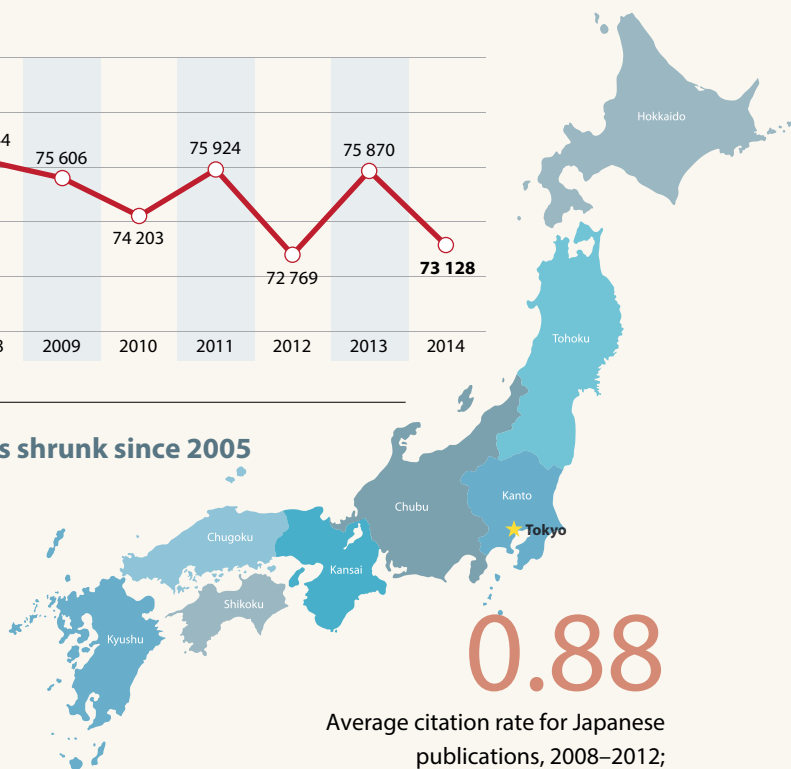 4
75 606
75 924
75 870
74 203
72 769
73 128
8 2009 2010 2011 2012 2013 2014
s shrunk since 2005
Hokkaido
Tohoku
Chubu
Kanto
Tokyo
Chugoku
Kansai
Shikoku
Kyushu
0.88
Average citation rate for Japanese
publications, 2008–2012;